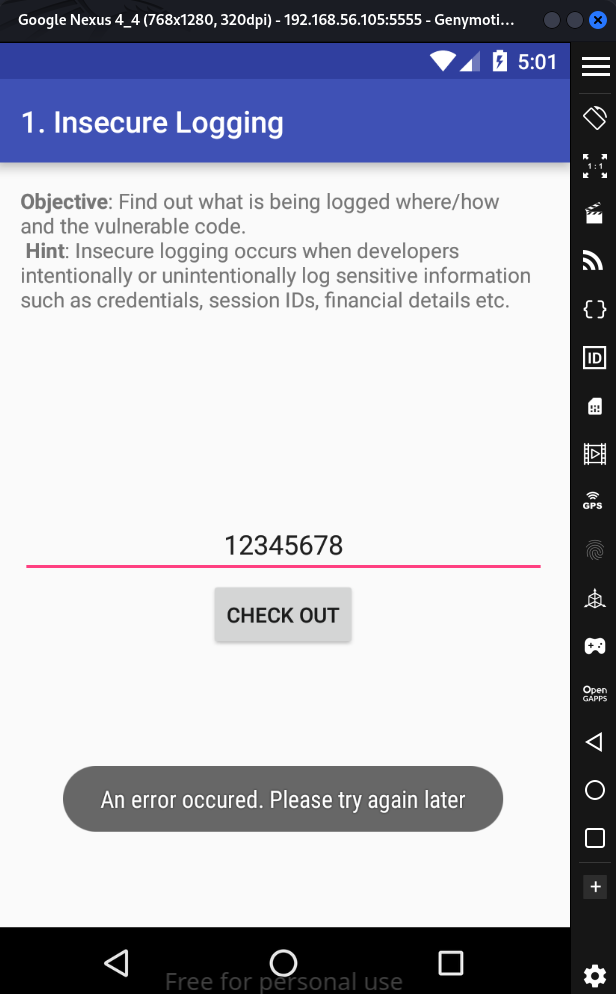 Google Nexus 4_4 (768x1280, 320dpi) - 192.168.56.105:5555 - Genymoti...
5:01
1. Insecure Logging
Objective: Find out what is being logged where/how
and the vulnerable code.
Hint: Insecure logging occurs when developers
intentionally or unintentionally log sensitive information
such as credentials, session IDs, financial details etc.
12345678
CHECK OUT
An error occured. Please try again later
Free for personal use
1:1
ID
GPS
Open
GAPPS